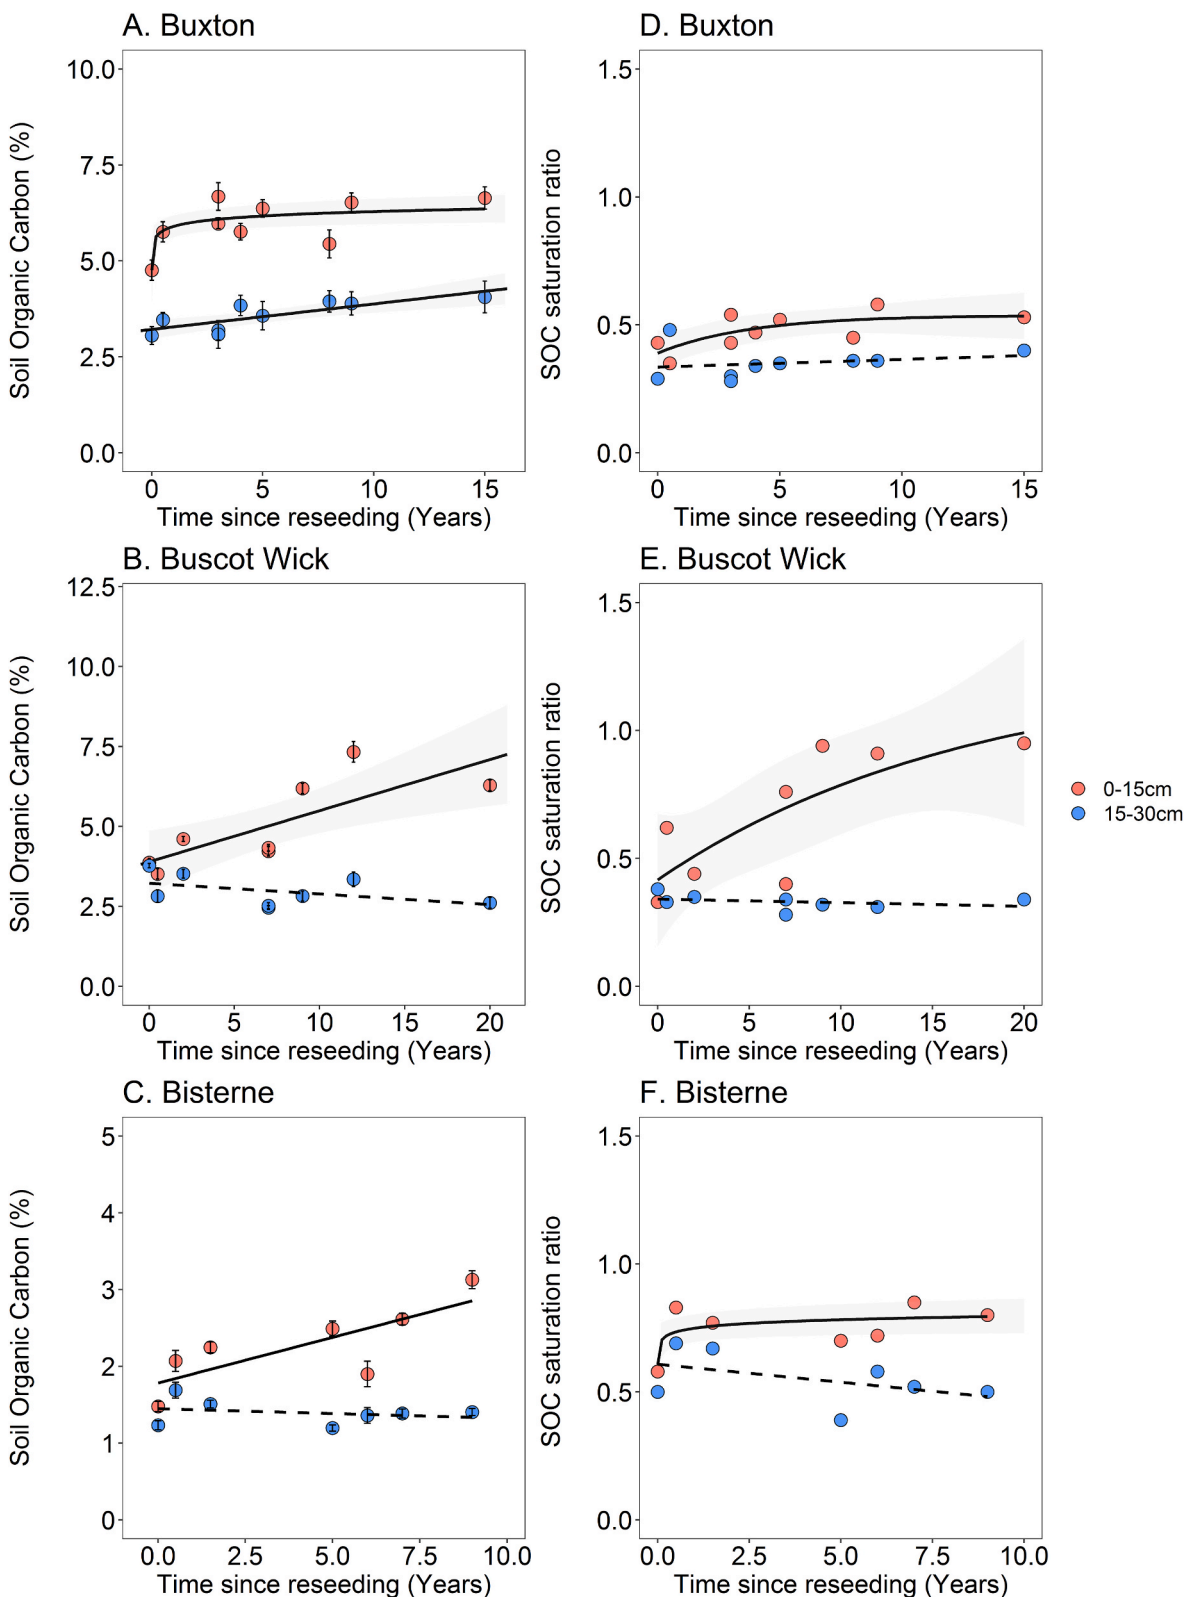 A. Buxton
Soil Organic Carbon (%)
10.0
7.5
5.0
2.5
0.0
0 5 10 15
Time since reseeding (Years)
D. Buxton
SOC saturation ratio
1.5
1.0
0.5
0.0
0 5 10 15
Time since reseeding (Years)
B. Buscot Wick
Soil Organic Carbon (%)
12.5
10.0
7.5
5.0
2.5
0.0
0 5 10 15 20
Time since reseeding (Years)
E. Buscot Wick
SOC saturation ratio
1.5
1.0
0.5
0.0
0 5 10 15 20
Time since reseeding (Years)
0-15cm
15-30cm
C. Bisterne
Soil Organic Carbon (%)
5
4
3
2
1
0
0.0 2.5 5.0 7.5 10.0
Time since reseeding (Years)
F. Bisterne
SOC saturation ratio
1.5
1.0
0.5
0.0
0.0 2.5 5.0 7.5 10.0
Time since reseeding (Years)